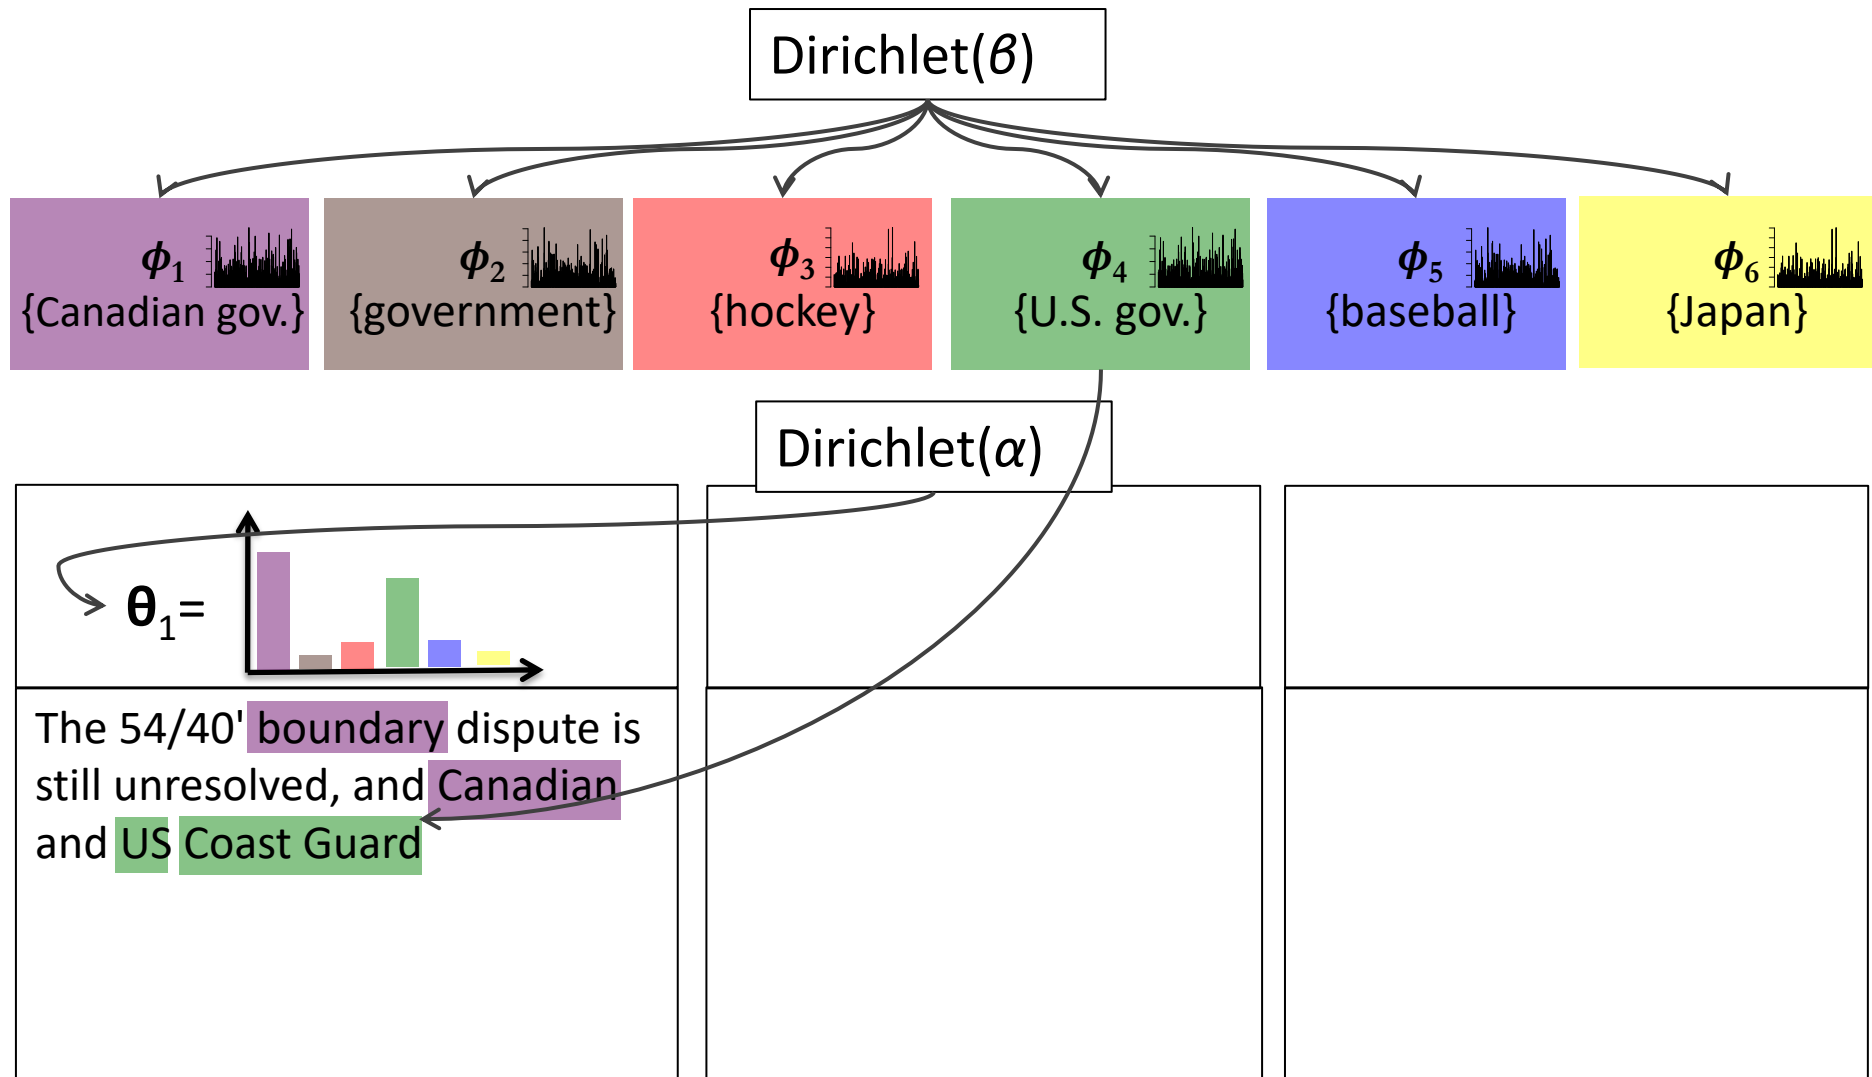 Dirichlet(β)
ϕ1 ϕ2 ϕ3 ϕ4 ϕ5 ϕ6
{Canadian gov.} {government} {hockey} {U.S. gov.} {baseball} {Japan}
Dirichlet(α)
θ1=
The 54/40' boundary dispute is
still unresolved, and Canadian
and US Coast Guard